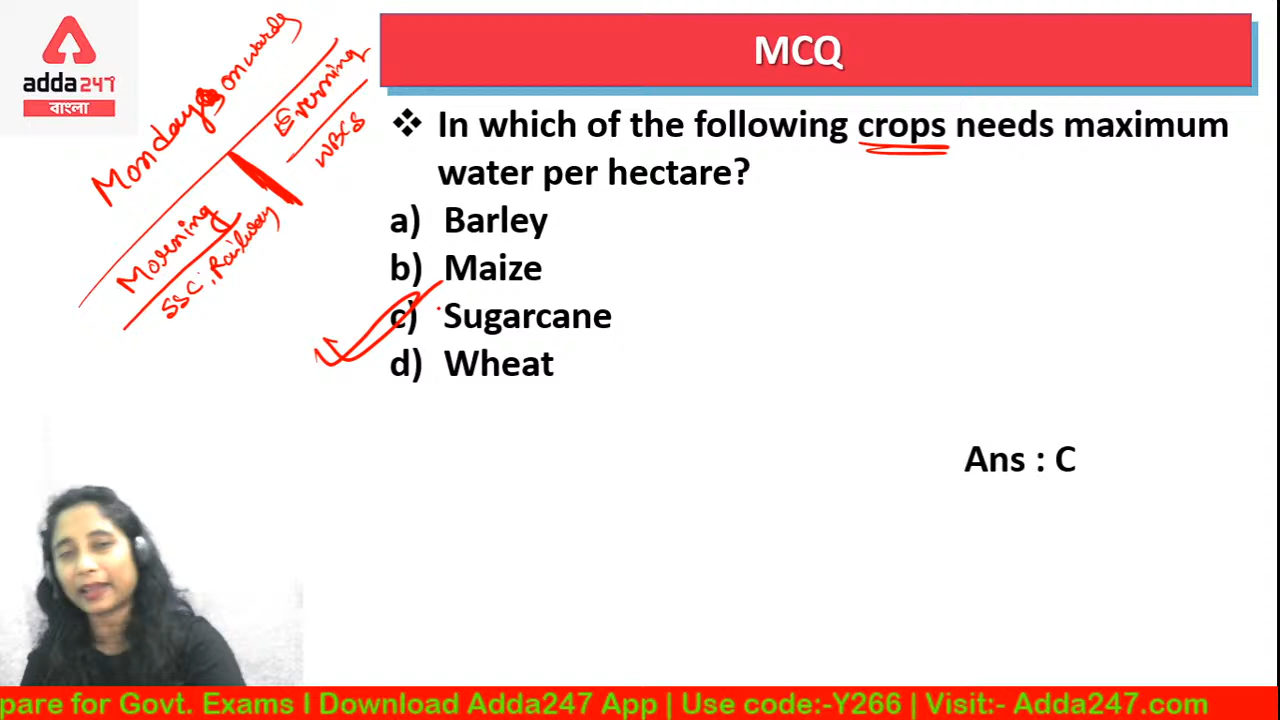 adda247
বাংলা
Mondays onwards
Evening
WBCS
Morning
SSC, Railway
MCQ
❖ In which of the following crops needs maximum
water per hectare?
a) Barley
b) Maize
c) Sugarcane
d) Wheat
Ans : C
pare for Govt. Exams I Download Adda247 App | Use code:-Y266 | Visit:- Adda247.com